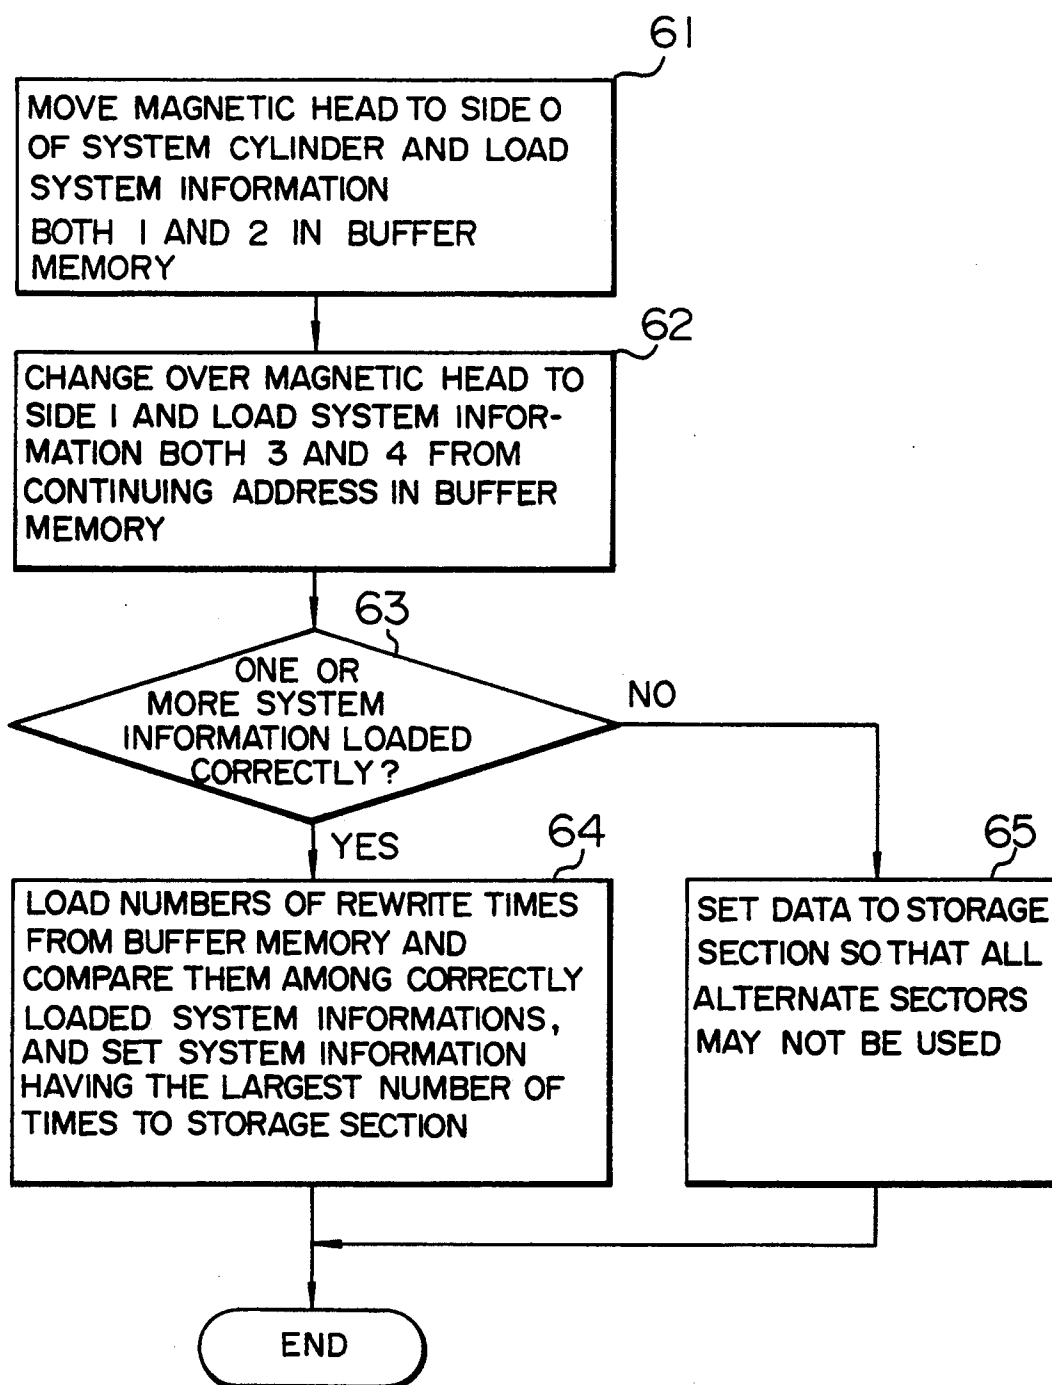 61
MOVE MAGNETIC HEAD TO SIDE 0
OF SYSTEM CYLINDER AND LOAD
SYSTEM INFORMATION
BOTH 1 AND 2 IN BUFFER
MEMORY
62
CHANGE OVER MAGNETIC HEAD TO
SIDE 1 AND LOAD SYSTEM INFOR-
MATION BOTH 3 AND 4 FROM
CONTINUING ADDRESS IN BUFFER
MEMORY
63
ONE OR
MORE SYSTEM
INFORMATION LOADED
CORRECTLY?
NO
YES
64
LOAD NUMBERS OF REWRITE TIMES
FROM BUFFER MEMORY AND
COMPARE THEM AMONG CORRECTLY
LOADED SYSTEM INFORMATIONS,
AND SET SYSTEM INFORMATION
HAVING THE LARGEST NUMBER OF
TIMES TO STORAGE SECTION
65
SET DATA TO STORAGE
SECTION SO THAT ALL
ALTERNATE SECTORS
MAY NOT BE USED
END